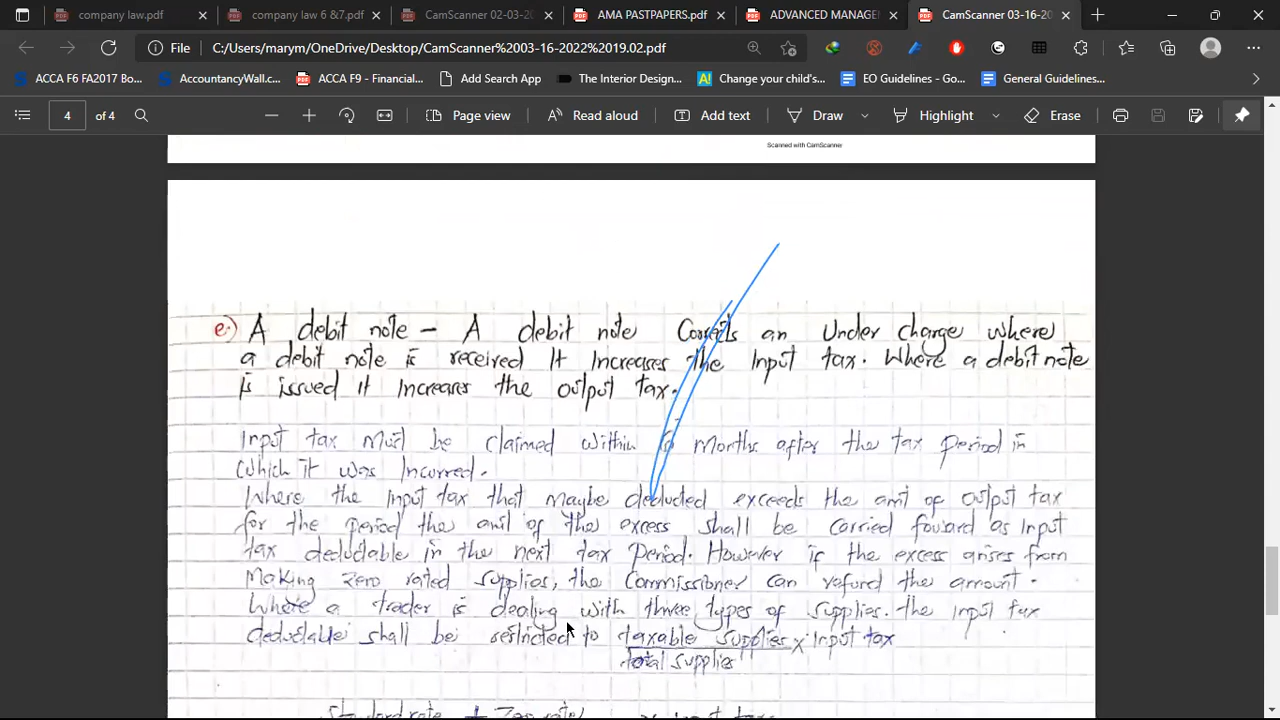 company law.pdf
company law 6 &7.pdf
CamScanner 02-03-20
AMA PASTPAPERS.pdf
ADVANCED MANAGE
CamScanner 03-16-20
File
C:/Users/marym/OneDrive/Desktop/CamScanner%2003-16-2022%2019.02.pdf
ACCA F6 FA2017 Bo...
AccountancyWall.c...
ACCA F9 - Financial...
Add Search App
The Interior Design...
Change your child's...
EO Guidelines - Go...
General Guidelines...
4 of 4
Page view
Read aloud
Add text
Draw
Highlight
Erase
Scanned with CamScanner
e.) A debit note - A debit note an Under charge where
a debit note is received It Increases the Input tax. Where a debit note
is issued it Increases the output tax.
Input tax must be claimed within 6 months after the tax period in
which it was Incurred.
Where the Input tax that maybe deducted exceeds the amt of output tax
for the period the amt of the excess shall be carried foward as Input
tax deductable in the next tax Period. However if the excess arises from
Making zero rated supplies, the Commissioner can refund the amount.
Where a trader is dealing with three types of supplies. the Input tax
deductable shall be restricted to taxable supplies x Input tax
total supplies
Standard rate + Zero rate x Input tax